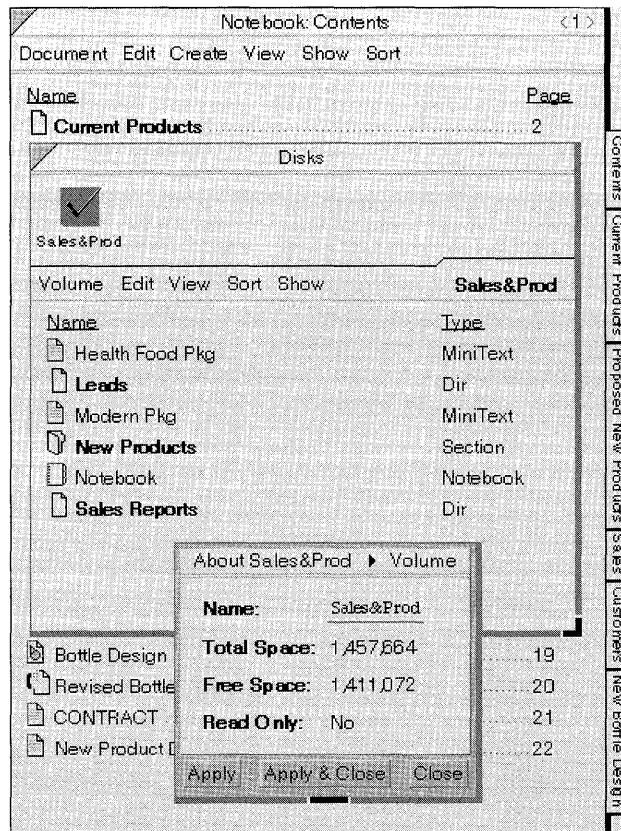 Notebook: Contents <1>
Document Edit Create View Show Sort
Name Page
Current Products 2
Disks
Sales&Prod
Volume Edit View Sort Show Sales&Prod
Name Type
Health Food Pkg MiniText
Leads Dir
Modern Pkg MiniText
New Products Section
Notebook Notebook
Sales Reports Dir
About Sales&Prod ▶ Volume
Name: Sales&Prod
Total Space: 1,457,664
Free Space: 1,411,072
Read Only: No
Apply Apply & Close Close
Bottle Design 19
Revised Bottle 20
CONTRACT 21
New Product 22
Contents
Current Products
Proposed New Products
Sales
Customers
New Bottle Design